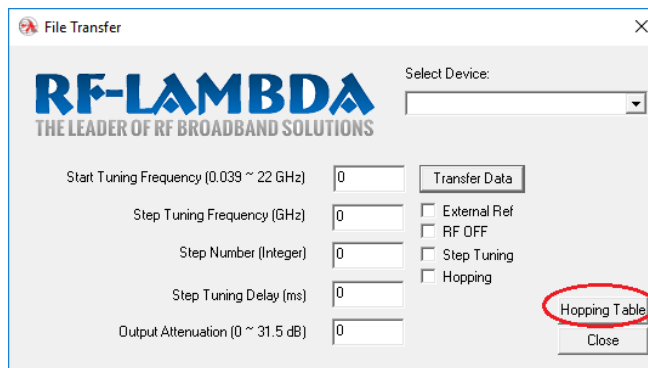 File Transfer
RF-LAMBDA
THE LEADER OF RF BROADBAND SOLUTIONS
Select Device:
Start Tuning Frequency (0.039 ~ 22 GHz) 0 Transfer Data
Step Tuning Frequency (GHz) 0 External Ref
RF OFF
Step Number (Integer) 0 Step Tuning
Hopping
Step Tuning Delay (ms) 0
Hopping Table
Output Attenuation (0 ~ 31.5 dB) 0
Close